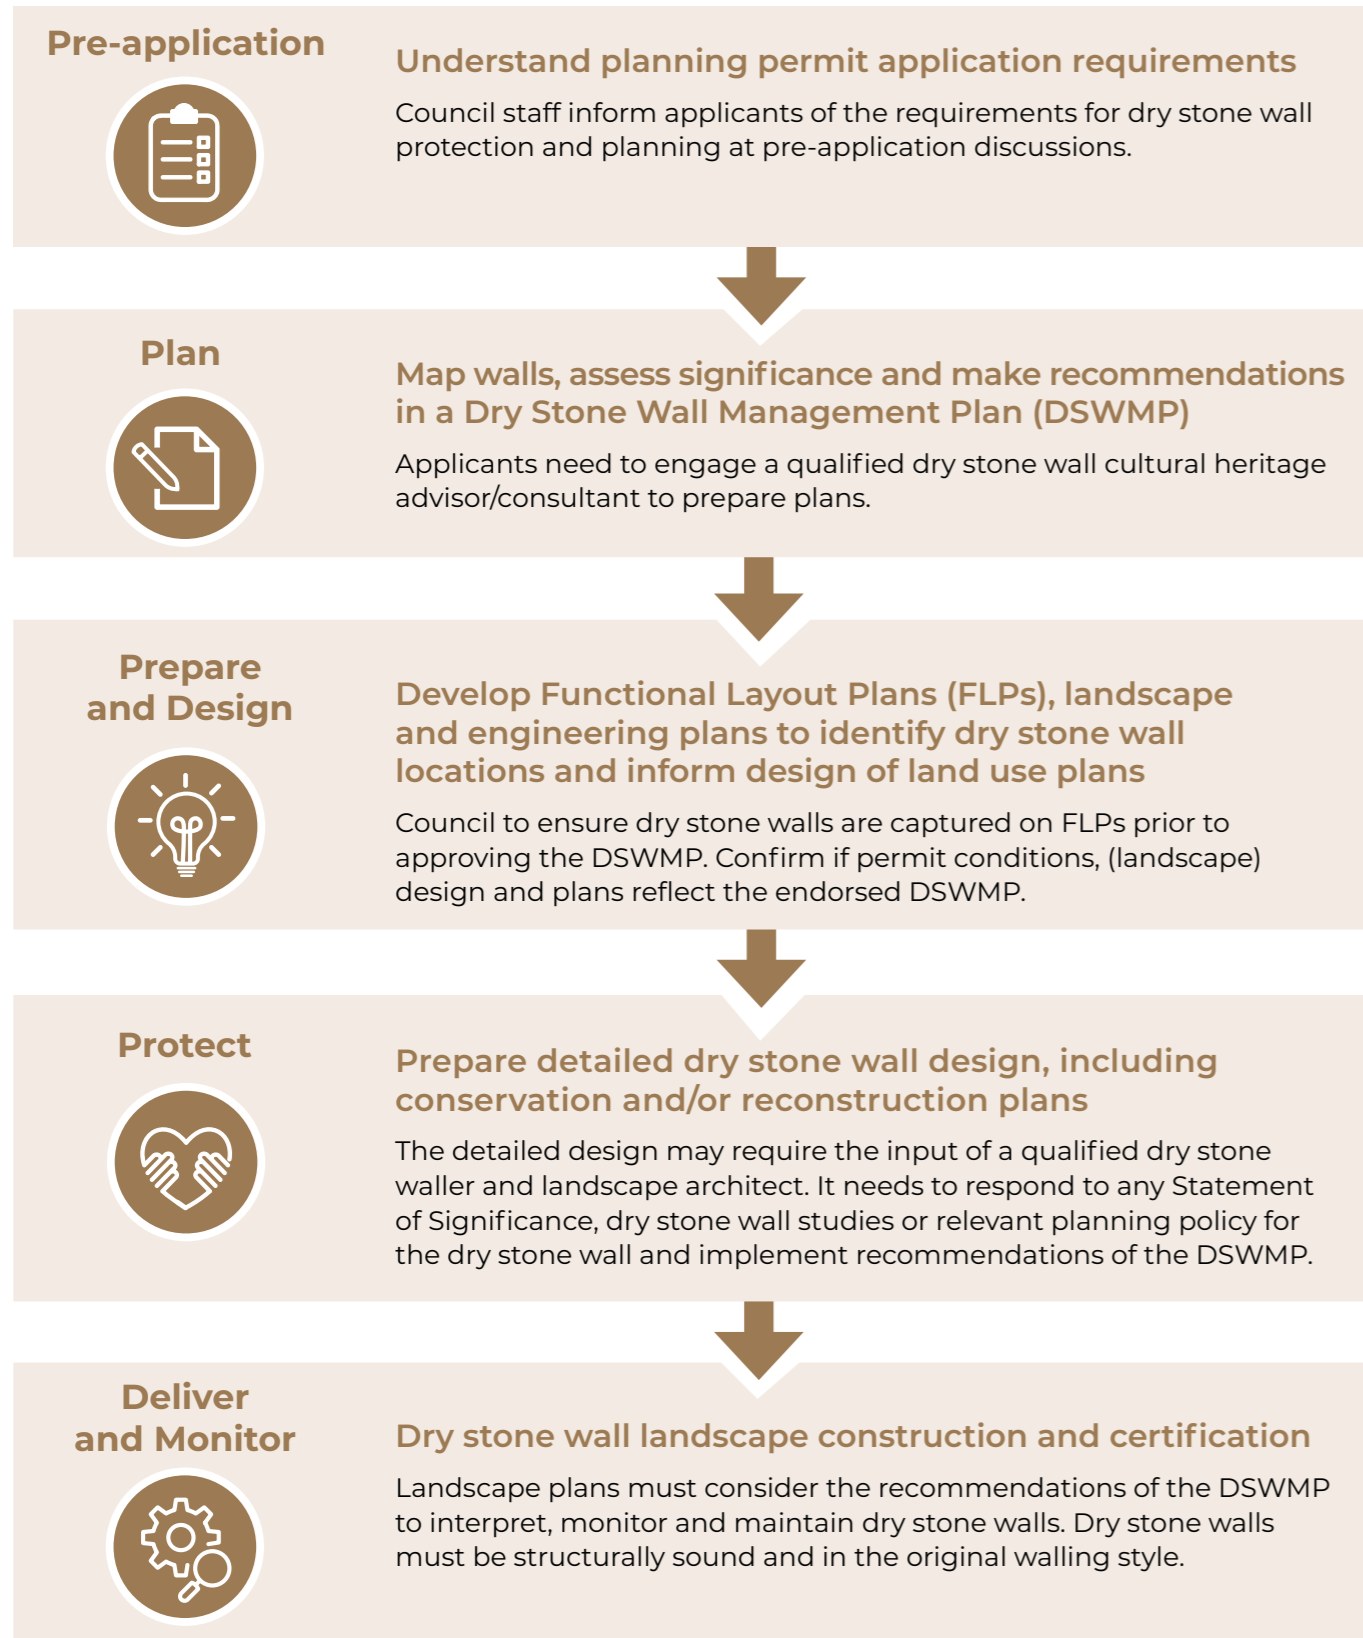 Pre-application
Understand planning permit application requirements
Council staff inform applicants of the requirements for dry stone wall
protection and planning at pre-application discussions.
Plan
Map walls, assess significance and make recommendations
in a Dry Stone Wall Management Plan (DSWMP)
Applicants need to engage a qualified dry stone wall cultural heritage
advisor/consultant to prepare plans.
Prepare
and Design
Develop Functional Layout Plans (FLPs), landscape
and engineering plans to identify dry stone wall
locations and inform design of land use plans
Council to ensure dry stone walls are captured on FLPs prior to
approving the DSWMP. Confirm if permit conditions, (landscape)
design and plans reflect the endorsed DSWMP.
Protect
Prepare detailed dry stone wall design, including
conservation and/or reconstruction plans
The detailed design may require the input of a qualified dry stone
waller and landscape architect. It needs to respond to any Statement
of Significance, dry stone wall studies or relevant planning policy for
the dry stone wall and implement recommendations of the DSWMP.
Deliver
and Monitor
Dry stone wall landscape construction and certification
Landscape plans must consider the recommendations of the DSWMP
to interpret, monitor and maintain dry stone walls. Dry stone walls
must be structurally sound and in the original walling style.